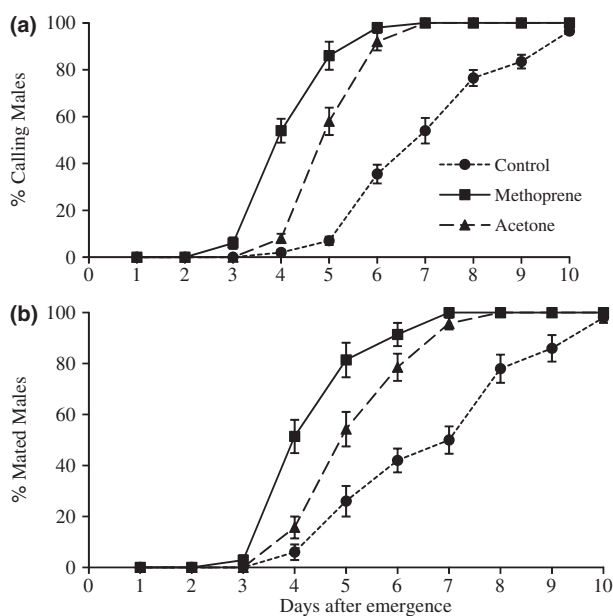 (a)
% Calling Males
100
80
60
40
20
0
Control
Methoprene
Acetone
0 1 2 3 4 5 6 7 8 9 10
(b)
% Mated Males
100
80
60
40
20
0
0 1 2 3 4 5 6 7 8 9 10
Days after emergence